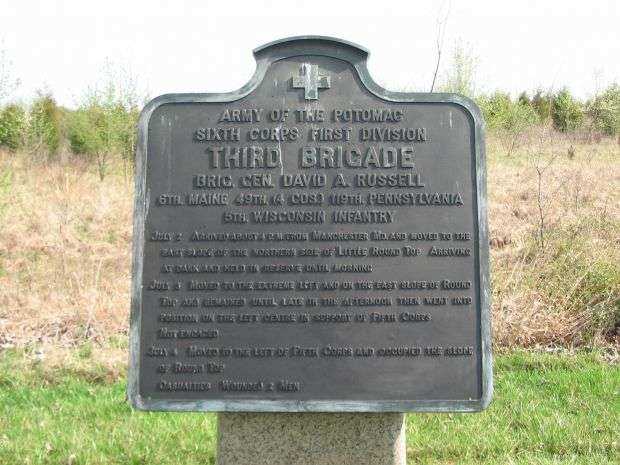 ARMY OF THE POTOMAC
SIXTH CORPS FIRST DIVISION
THIRD BRIGADE
BRIG. GEN. DAVID A. RUSSELL
6TH. MAINE 49TH. (4 COS.) 119TH. PENNSYLVANIA
5TH. WISCONSIN INFANTRY
JULY 2 ARRIVED ABOUT 4 P.M. FROM MANCHESTER MD. AND MOVED TO THE
EAST SLOPE OF THE NORTHERN SIDE OF LITTLE ROUND TOP ARRIVING
AT DARK AND HELD IN RESERVE UNTIL MORNING
JULY 3 MOVED TO THE EXTREME LEFT AND ON THE EAST SLOPE OF ROUND
TOP AND REMAINED UNTIL LATE IN THE AFTERNOON THEN WENT INTO
POSITION ON THE LEFT CENTRE IN SUPPORT OF FIFTH CORPS
NOT ENGAGED
JULY 4 MOVED TO THE LEFT OF FIFTH CORPS AND OCCUPIED THE SLOPE
OF ROUND TOP
CASUALTIES WOUNDED 2 MEN